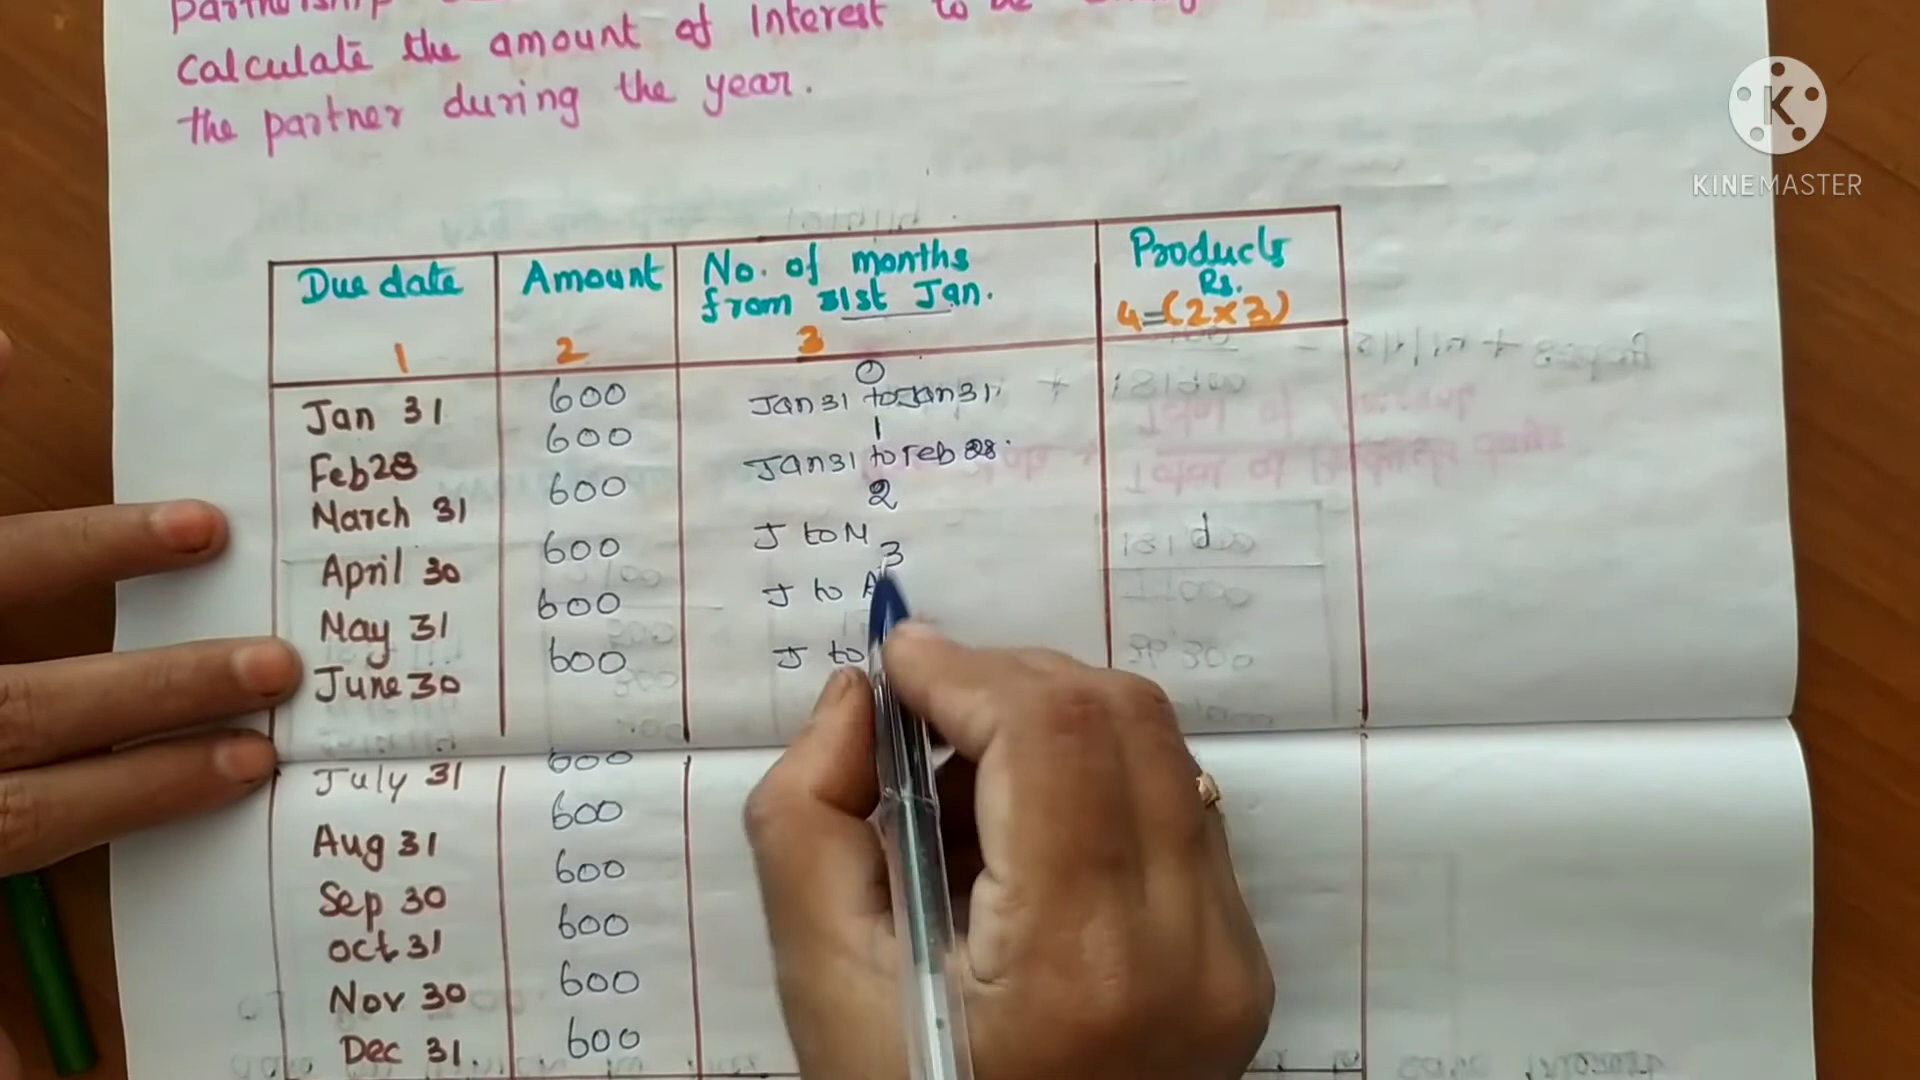 calculate the amount of interest to be
the partner during the year.
K
KINEMASTER
Due date Amount No. of months from 31st Jan. Products Rs.
1 2 3 4=(2×3)
0
Jan 31 600 Jan 31 to Jan 31
1
Feb 28 600 Jan 31 to Feb 28
2
March 31 600 J to M
3
April 30 600 J to A
May 31 600 J to
June 30 600
July 31 600
Aug 31 600
Sep 30 600
Oct 31 600
Nov 30 600
Dec 31. 600